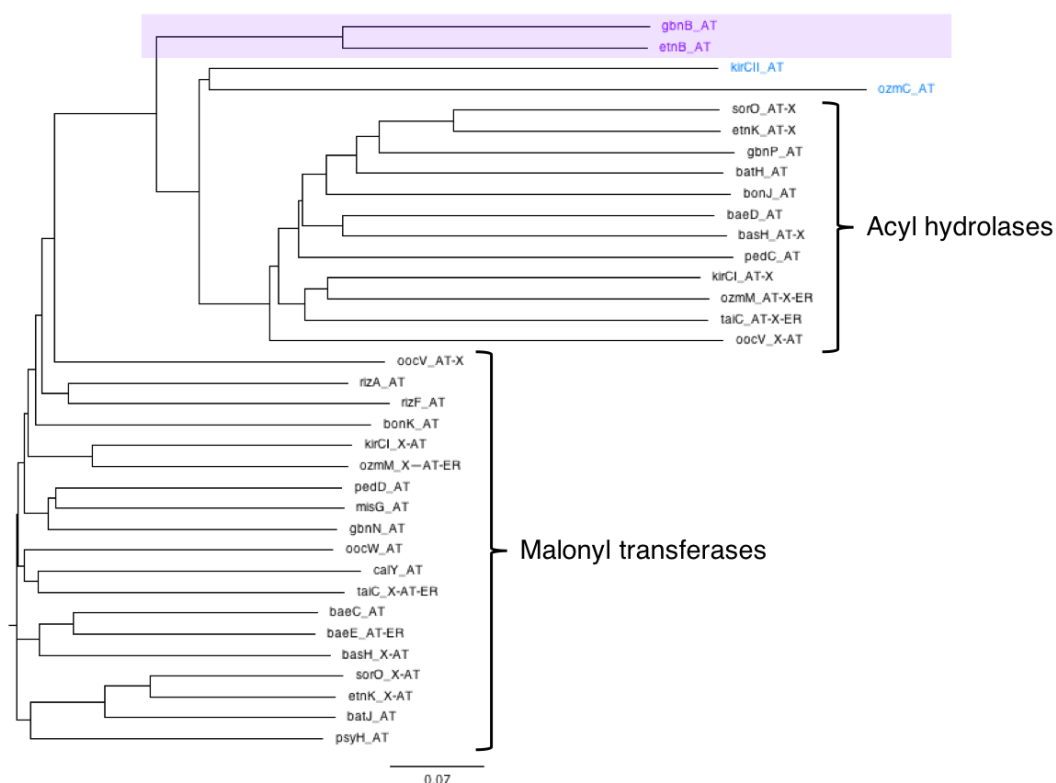 gbnB_AT
etnB_AT
kirCII_AT
ozmC_AT
sorO_AT-X
etnK_AT-X
gbnP_AT
batH_AT
bonJ_AT
baeD_AT
Acyl hydrolases
basH_AT-X
pedC_AT
kirCI_AT-X
ozmM_AT-X-ER
taiC_AT-X-ER
oocV_X-AT
oocV_AT-X
rizA_AT
rizF_AT
bonK_AT
kirCI_X-AT
ozmM_X—AT-ER
pedD_AT
misG_AT
gbnN_AT
oocW_AT
Malonyl transferases
calY_AT
taiC_X-AT-ER
baeC_AT
baeE_AT-ER
basH_X-AT
sorO_X-AT
etnK_X-AT
batJ_AT
psyH_AT
0.07